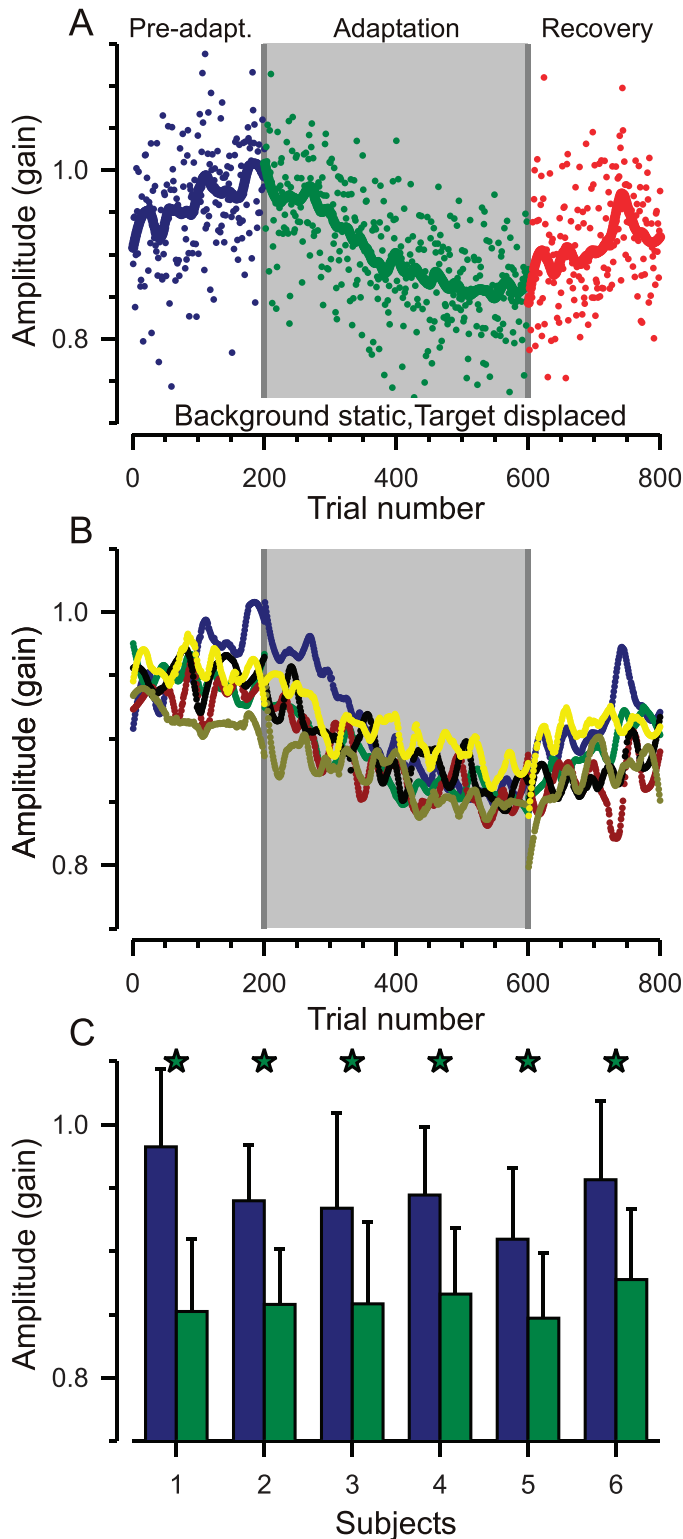 A
Pre-adapt. Adaptation Recovery
Amplitude (gain)
1.0
0.8
Background static,Target displaced
0 200 400 600 800
Trial number
B
Amplitude (gain)
1.0
0.8
0 200 400 600 800
Trial number
C
Amplitude (gain)
1.0
0.8
1 2 3 4 5 6
Subjects